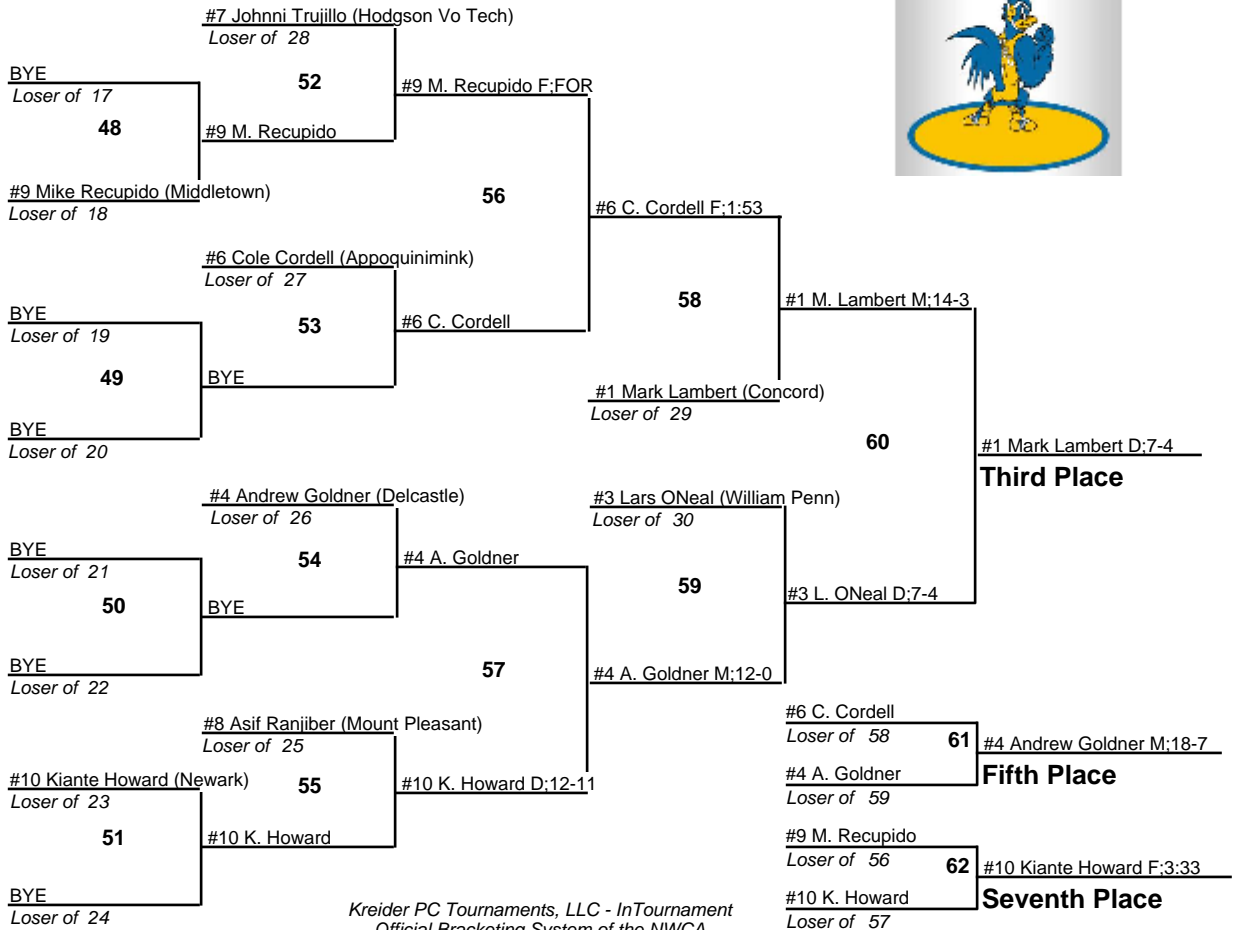 #7 Johnni Trujillo (Hodgson Vo Tech)
Loser of 28
BYE
Loser of 17
52
#9 M. Recupido F;FOR
48
#9 M. Recupido
#9 Mike Recupido (Middletown)
Loser of 18
56
#6 C. Cordell F;1:53
#6 Cole Cordell (Appoquinimink)
Loser of 27
58
#1 M. Lambert M;14-3
BYE
Loser of 19
53
#6 C. Cordell
49
BYE
#1 Mark Lambert (Concord)
Loser of 29
BYE
Loser of 20
60
#1 Mark Lambert D;7-4
Third Place
#4 Andrew Goldner (Delcastle)
Loser of 26
#3 Lars ONeal (William Penn)
Loser of 30
BYE
Loser of 21
54
#4 A. Goldner
59
#3 L. ONeal D;7-4
50
BYE
BYE
Loser of 22
57
#4 A. Goldner M;12-0
#8 Asif Ranjiber (Mount Pleasant)
Loser of 25
#6 C. Cordell
Loser of 58
61
#4 Andrew Goldner M;18-7
Fifth Place
#4 A. Goldner
Loser of 59
#10 Kiante Howard (Newark)
Loser of 23
55
#10 K. Howard D;12-11
51
#10 K. Howard
#9 M. Recupido
Loser of 56
62
#10 Kiante Howard F;3:33
Seventh Place
#10 K. Howard
Loser of 57
BYE
Loser of 24
Kreider PC Tournaments, LLC - InTournament
Official Bracketing System of the NWCA